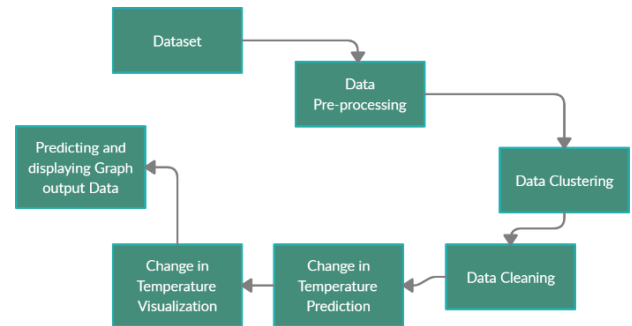 Dataset
Data
Pre-processing
Data Clustering
Data Cleaning
Change in
Temperature
Prediction
Change in
Temperature
Visualization
Predicting and
displaying Graph
output Data